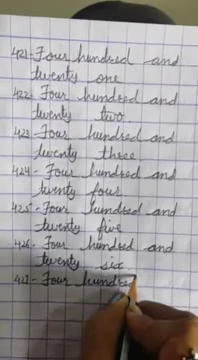 421- Four hundred and
twenty one
422. Four hundred and
twenty two.
423- Four hundred and
twenty three
424- Four hundred and
twenty four
425- Four hundred and
twenty five
426- Four hundred and
twenty six
427- Four hundred